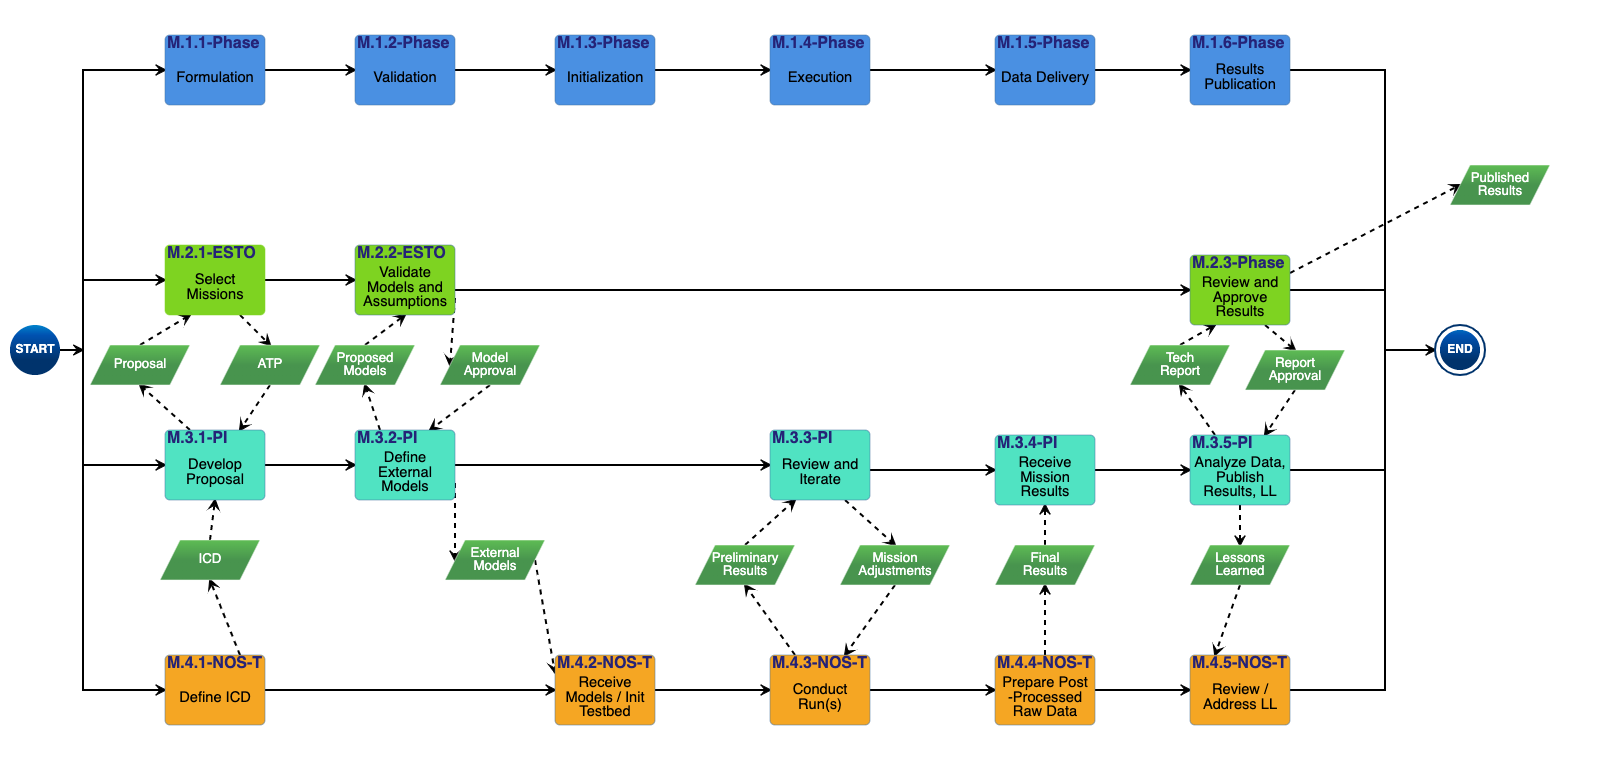 M.1.1-Phase
Formulation
M.1.2-Phase
Validation
M.1.3-Phase
Initialization
M.1.4-Phase
Execution
M.1.5-Phase
Data Delivery
M.1.6-Phase
Results
Publication
Published
Results
M.2.1-ESTO
Select
Missions
M.2.2-ESTO
Validate
Models and
Assumptions
M.2.3-Phase
Review and
Approve
Results
START
Proposal
ATP
Proposed
Models
Model
Approval
Tech
Report
Report
Approval
END
M.3.1-PI
Develop
Proposal
M.3.2-PI
Define
External
Models
M.3.3-PI
Review and
Iterate
M.3.4-PI
Receive
Mission
Results
M.3.5-PI
Analyze Data,
Publish
Results, LL
ICD
External
Models
Preliminary
Results
Mission
Adjustments
Final
Results
Lessons
Learned
M.4.1-NOS-T
Define ICD
M.4.2-NOS-T
Receive
Models / Init
Testbed
M.4.3-NOS-T
Conduct
Run(s)
M.4.4-NOS-T
Prepare Post
-Processed
Raw Data
M.4.5-NOS-T
Review /
Address LL